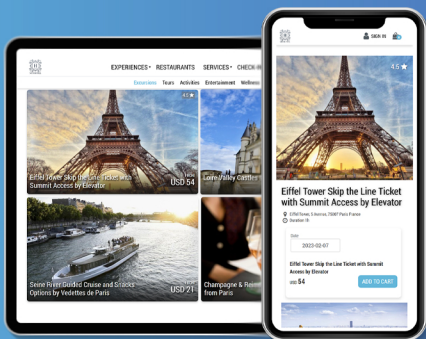 EXPERIENCES RESTAURANTS SERVICES CHECK-IN
Excursions Tours Activities Entertainment Wellness
4.5
Eiffel Tower Skip the Line Ticket with
Summit Access by Elevator
USD 54
Loire Valley Castles
Seine River Guided Cruise and Snacks
Options by Vedettes de Paris
USD 21
Champagne &
from Paris
SIGN IN
4.5
Eiffel Tower Skip the Line Ticket
with Summit Access by Elevator
Eiffel Tower, 5 Avenue, 75007 Paris France
Duration
Date
2023-02-07
Eiffel Tower Skip the Line Ticket with Summit
Access by Elevator
USD 54
ADD TO CART